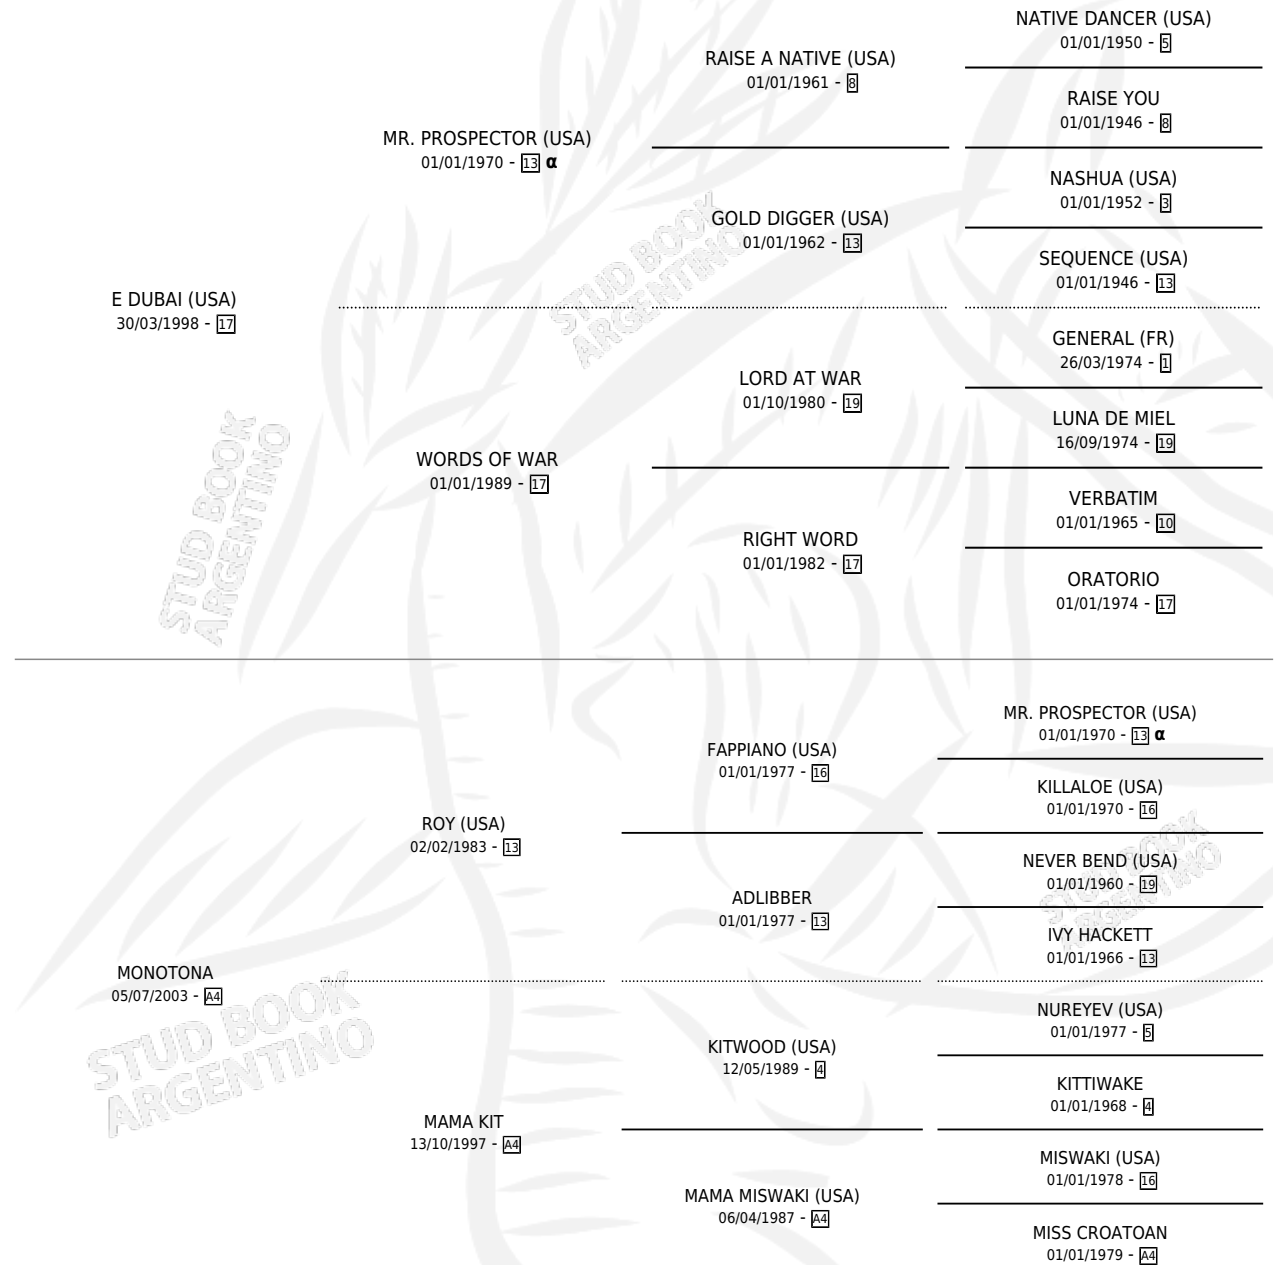 NATIVE DANCER (USA)
01/01/1950 - 5
RAISE A NATIVE (USA)
01/01/1961 - 8
RAISE YOU
01/01/1946 - 8
MR. PROSPECTOR (USA)
01/01/1970 - 13 α
NASHUA (USA)
01/01/1952 - 3
GOLD DIGGER (USA)
01/01/1962 - 13
SEQUENCE (USA)
01/01/1946 - 13
E DUBAI (USA)
30/03/1998 - 17
GENERAL (FR)
26/03/1974 - 1
LORD AT WAR
01/10/1980 - 19
LUNA DE MIEL
16/09/1974 - 19
WORDS OF WAR
01/01/1989 - 17
VERBATIM
01/01/1965 - 10
RIGHT WORD
01/01/1982 - 17
ORATORIO
01/01/1974 - 17
STUD BOOK
ARGENTINO
STUD BOOK
ARGENTINO
MR. PROSPECTOR (USA)
01/01/1970 - 13 α
FAPPIANO (USA)
01/01/1977 - 16
KILLALOE (USA)
01/01/1970 - 16
ROY (USA)
02/02/1983 - 13
NEVER BEND (USA)
01/01/1960 - 19
ADLIBBER
01/01/1977 - 13
IVY HACKETT
01/01/1966 - 13
MONOTONA
05/07/2003 - A4
NUREYEV (USA)
01/01/1977 - 5
KITWOOD (USA)
12/05/1989 - 4
KITTIWAKE
01/01/1968 - 4
MAMA KIT
13/10/1997 - A4
MISWAKI (USA)
01/01/1978 - 16
MAMA MISWAKI (USA)
06/04/1987 - A4
MISS CROATOAN
01/01/1979 - A4
STUD BOOK
ARGENTINO
STUD BOOK
ARGENTINO